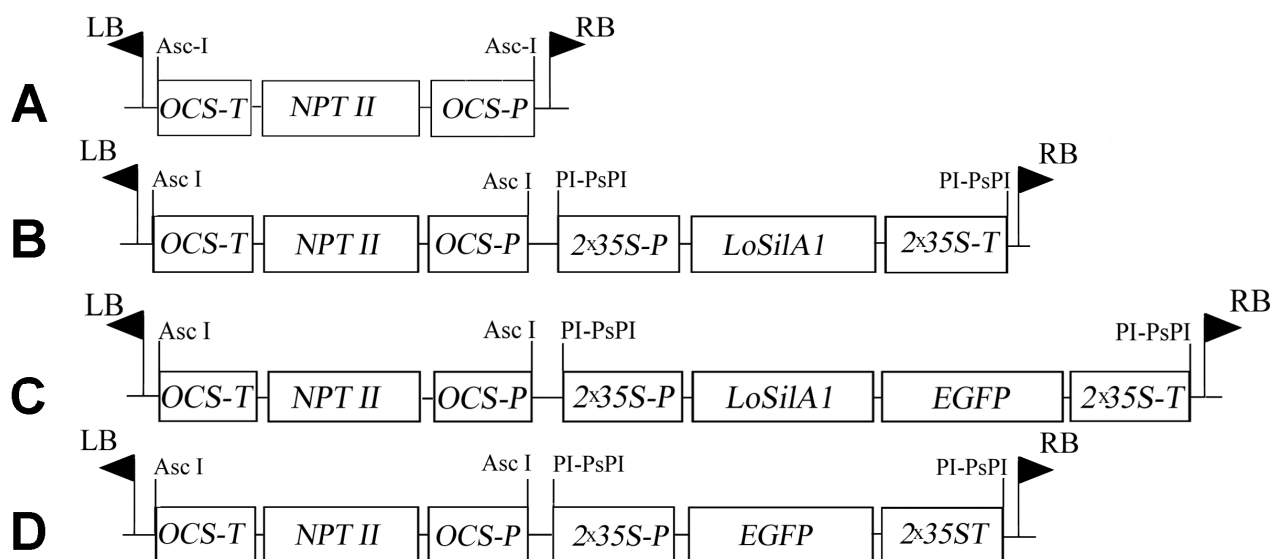 LB RB
Asc-I Asc-I
A OCS-T NPT II OCS-P
LB RB
Asc I Asc I PI-PsPI PI-PsPI
B OCS-T NPT II OCS-P 2x35S-P LoSilA1 2x35S-T
LB RB
Asc I Asc I PI-PsPI PI-PsPI
C OCS-T NPT II OCS-P 2x35S-P LoSilA1 EGFP 2x35S-T
LB RB
Asc I Asc I PI-PsPI PI-PsPI
D OCS-T NPT II OCS-P 2x35S-P EGFP 2x35ST